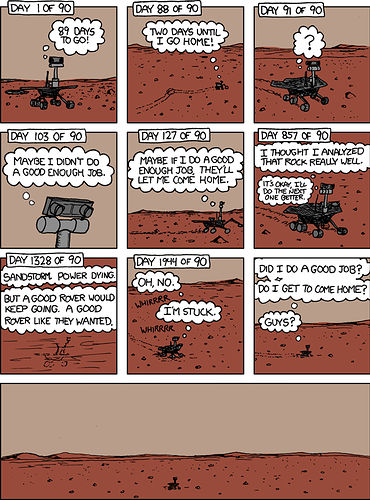 DAY 1 OF 90
89 DAYS
TO GO!
DAY 88 OF 90
TWO DAYS UNTIL
I GO HOME!
DAY 91 OF 90
?
DAY 103 OF 90
MAYBE I DIDN'T DO
A GOOD ENOUGH JOB.
DAY 127 OF 90
MAYBE IF I DO A GOOD
ENOUGH JOB, THEY'LL
LET ME COME HOME.
DAY 857 OF 90
I THOUGHT I ANALYZED
THAT ROCK REALLY WELL.
IT'S OKAY, I'LL
DO THE NEXT
ONE BETTER.
DAY 1328 OF 90
SANDSTORM. POWER DYING.
BUT A GOOD ROVER WOULD
KEEP GOING. A GOOD
ROVER LIKE THEY WANTED.
DAY 1944 OF 90
OH, NO.
WHIRRRR
I'M STUCK.
WHIRRRR
DID I DO A GOOD JOB?
DO I GET TO COME HOME?
GUYS?